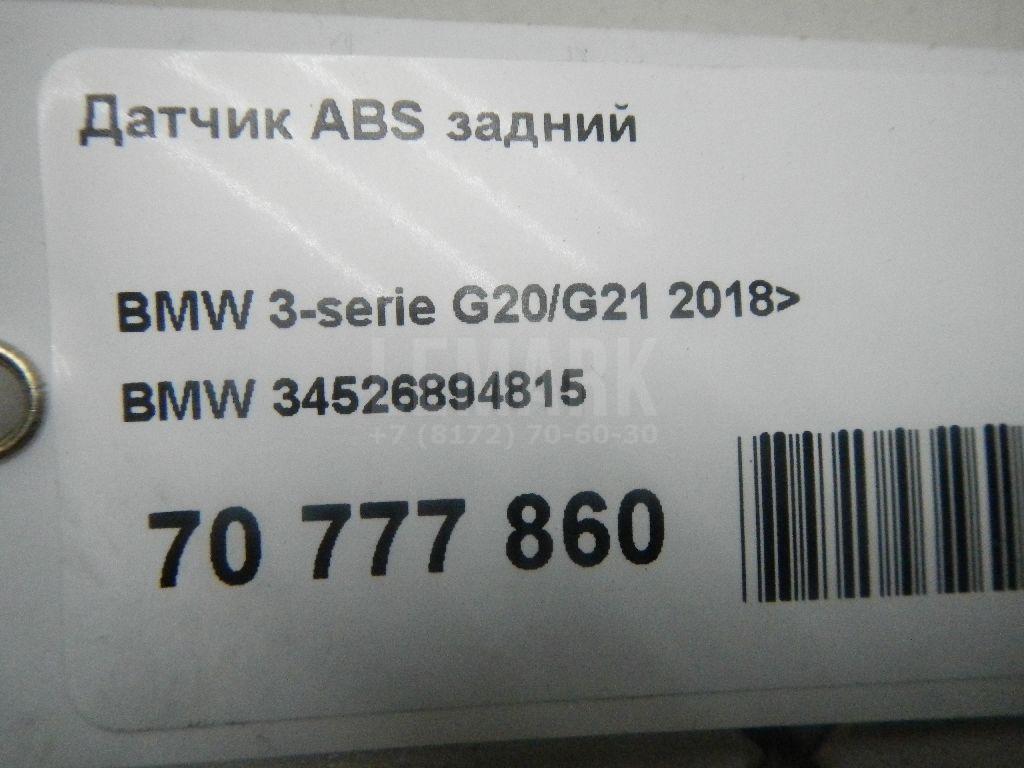 Датчик ABS задний
BMW 3-serie G20/G21 2018>
LEMARK
BMW 34526894815
+7 (8172) 70-60-30
70 777 860